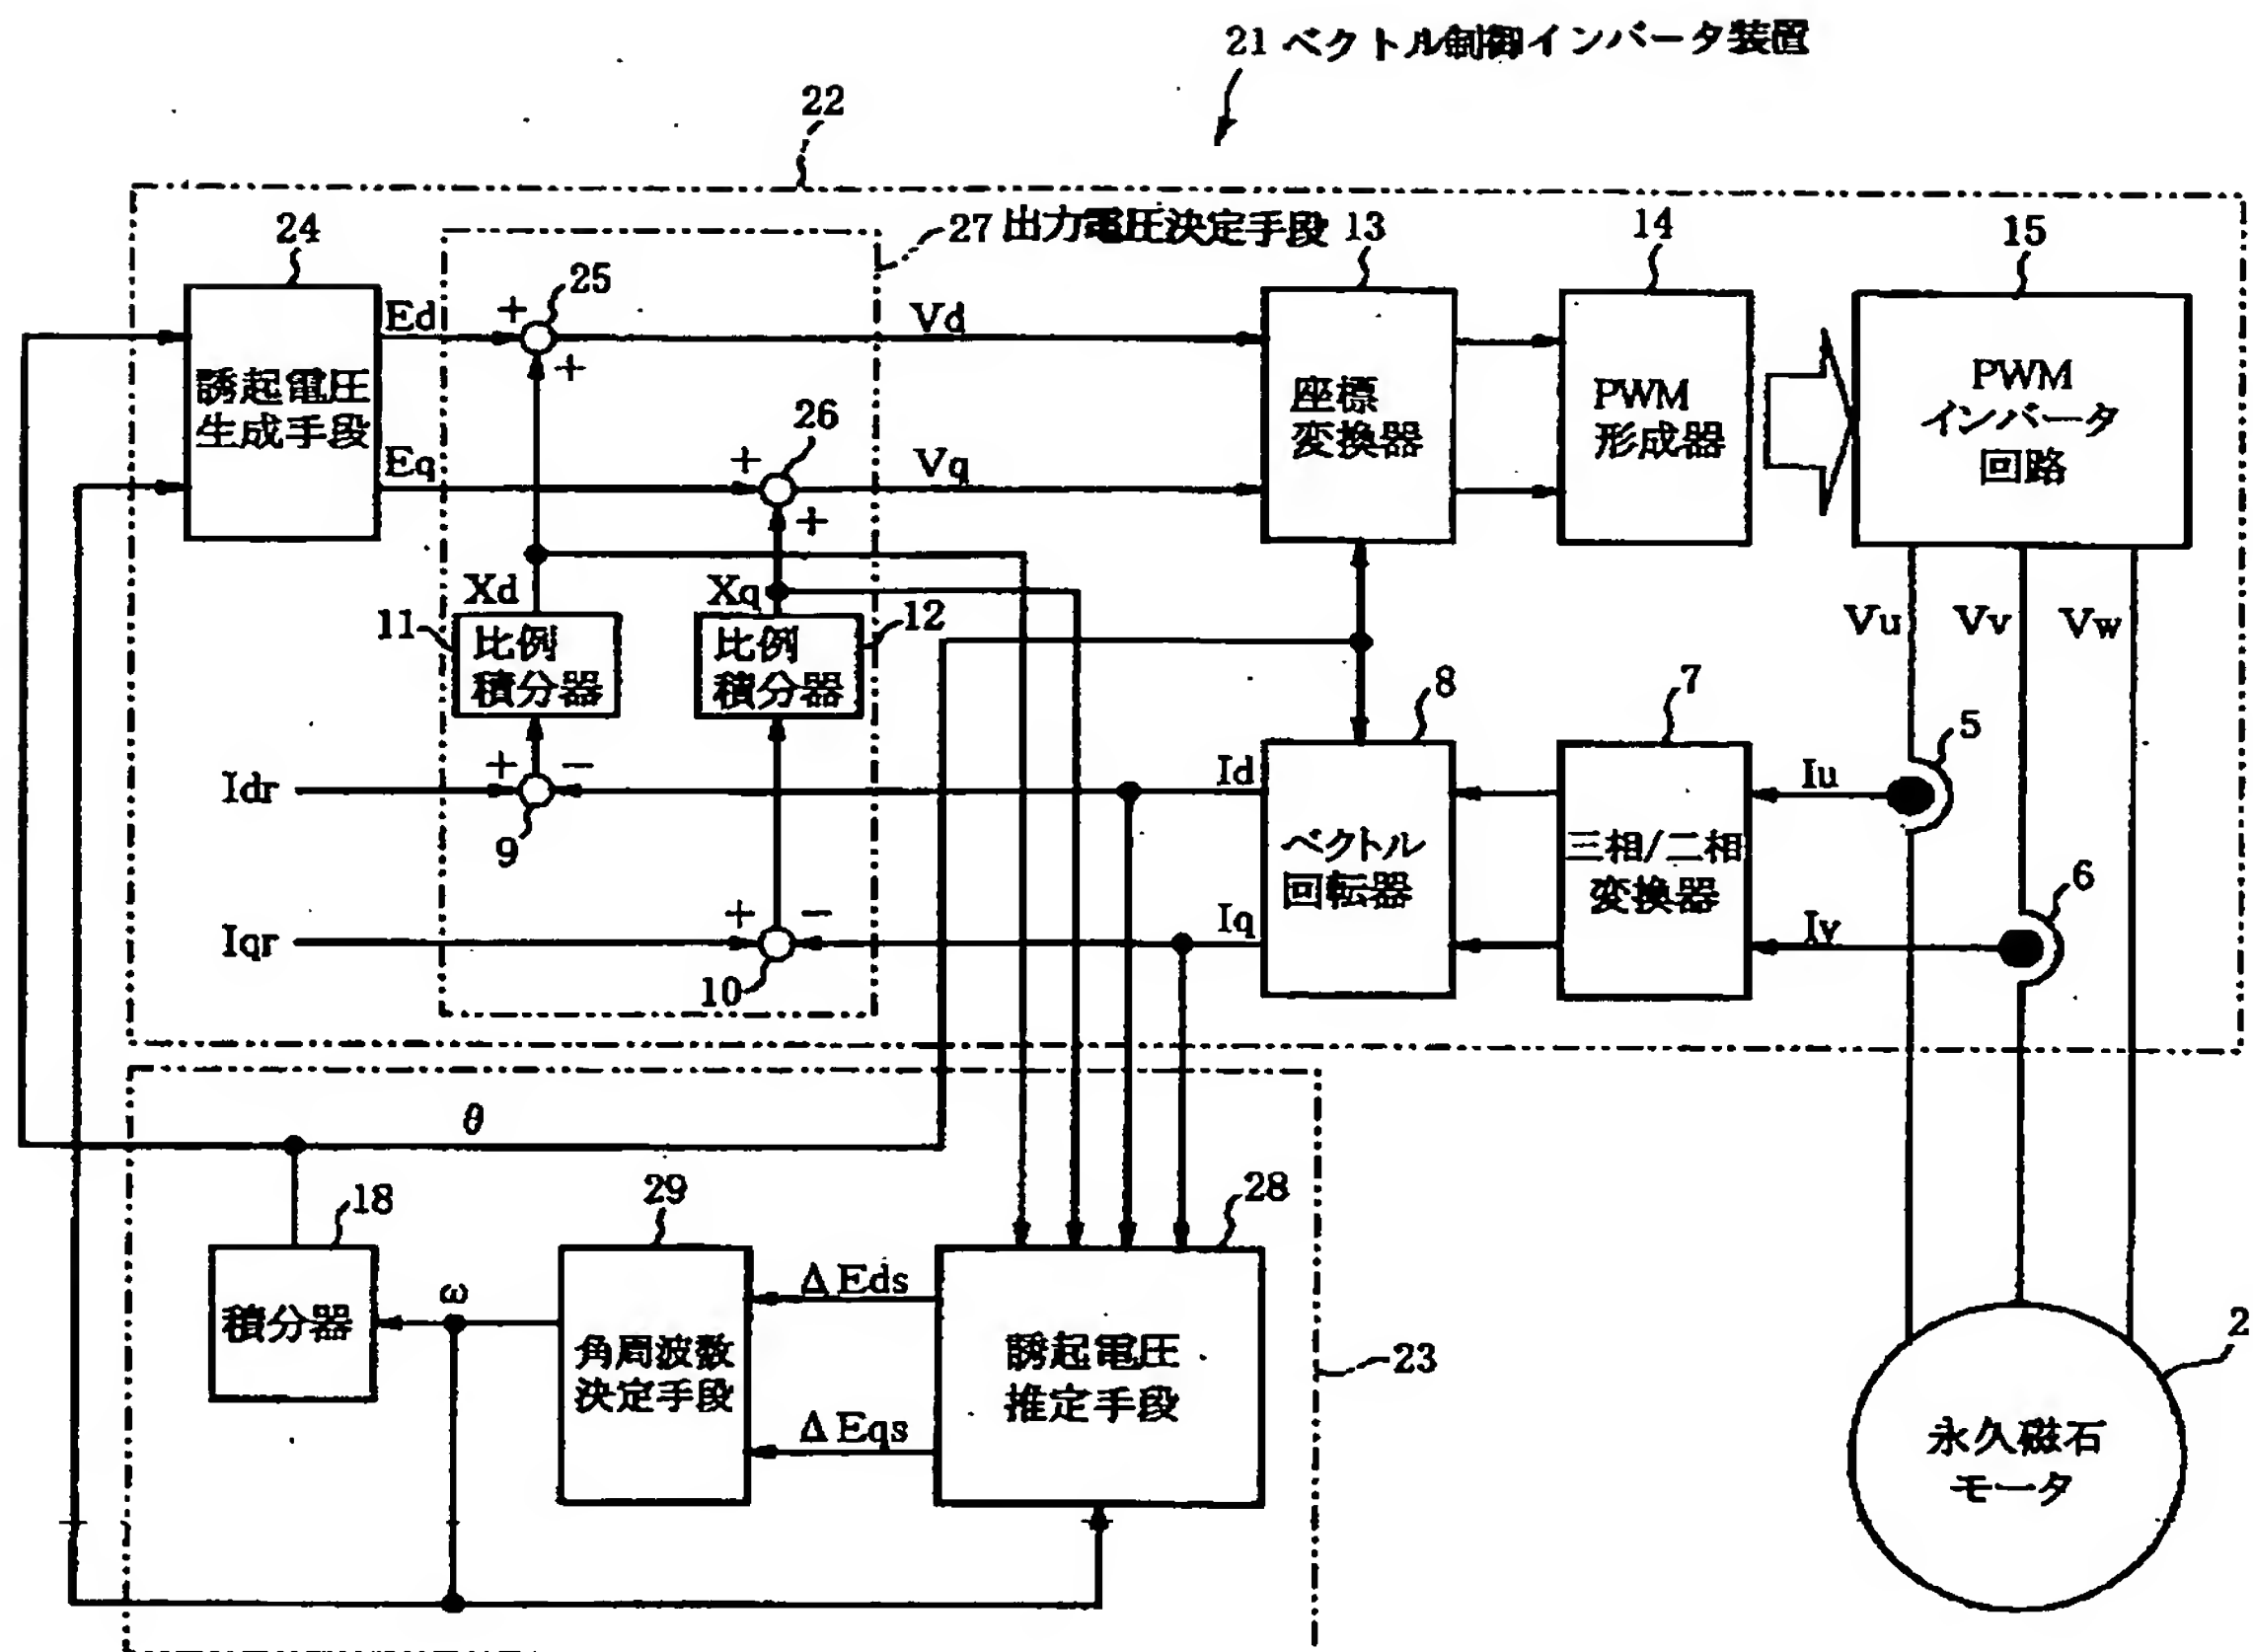 21 ベクトル制御インバータ装置
22
24
27 出力電圧決定手段
13
14
15
25
Ed
+
+
Vd
誘起電圧
生成手段
26
Eq
+
+
Vq
座標
変換器
PWM
形成器
PWM
インバータ
回路
Xd
Xq
11
比例
積分器
比例
積分器
12
Vu
Vv
Vw
8
7
5
Idr
+
−
9
Id
Iu
ベクトル
回転器
三相/二相
変換器
6
Iqr
+
−
10
Iq
Iv
θ
18
29
28
積分器
ω
角周波数
決定手段
ΔEds
ΔEqs
誘起電圧
推定手段
23
2
永久磁石
モータ